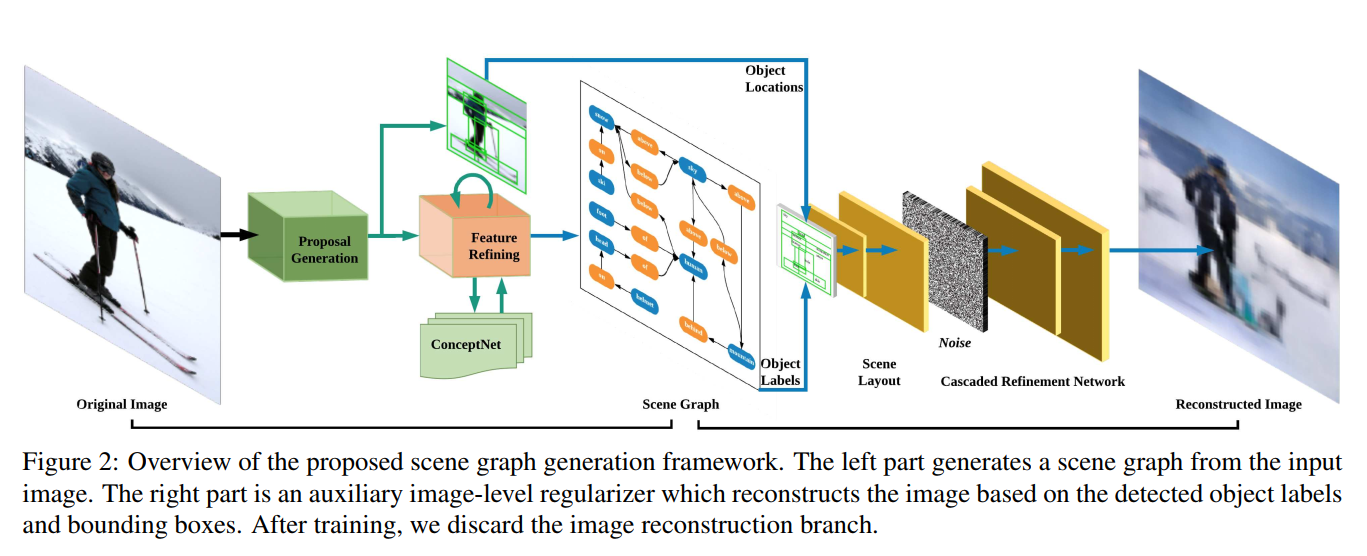 Object
Locations
Proposal
Generation
Feature
Refining
ConceptNet
snow
on
ski
foot
head
on
above
below
below
of
of
helmet
sky
above
human
behind
above
below
mountain
Object
Labels
Scene
Layout
Noise
Cascaded Refinement Network
Original Image
Scene Graph
Reconstructed Image
Figure 2: Overview of the proposed scene graph generation framework. The left part generates a scene graph from the input
image. The right part is an auxiliary image-level regularizer which reconstructs the image based on the detected object labels
and bounding boxes. After training, we discard the image reconstruction branch.